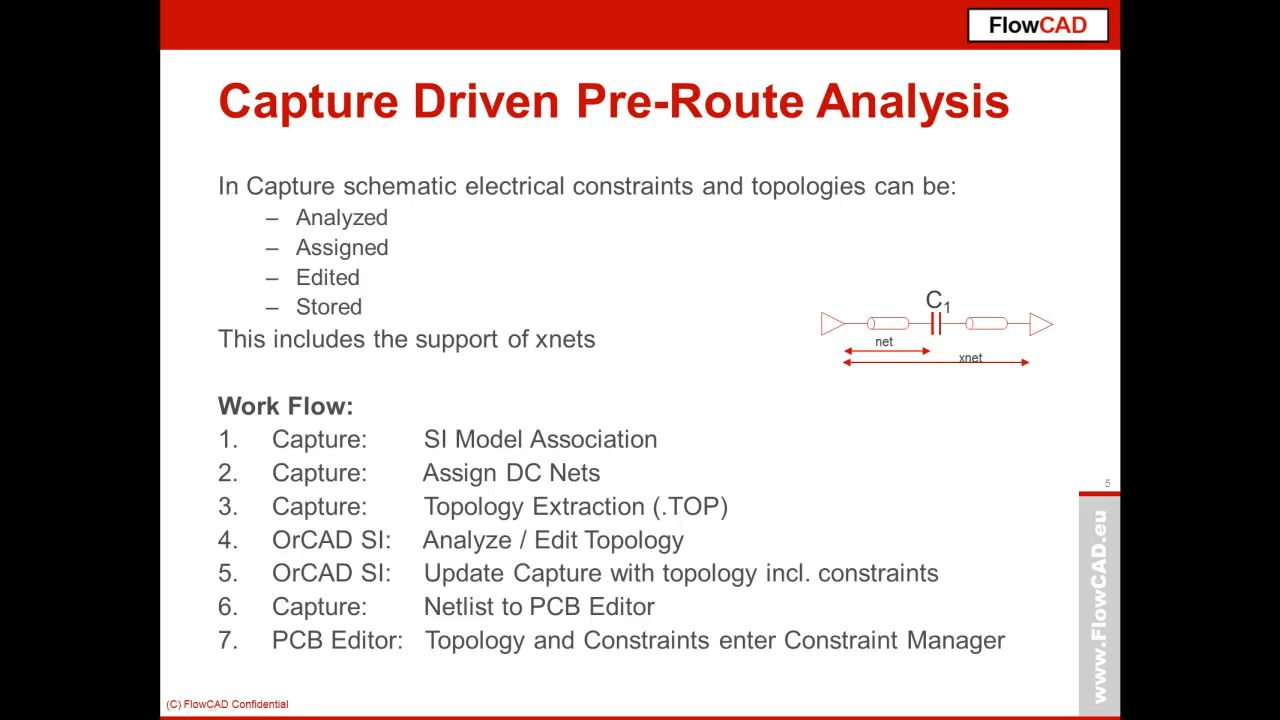 FlowCAD
Capture Driven Pre-Route Analysis
In Capture schematic electrical constraints and topologies can be:
– Analyzed
– Assigned
– Edited
– Stored
This includes the support of xnets
C1
net
xnet
Work Flow:
1. Capture: SI Model Association
2. Capture: Assign DC Nets
3. Capture: Topology Extraction (.TOP)
4. OrCAD SI: Analyze / Edit Topology
5. OrCAD SI: Update Capture with topology incl. constraints
6. Capture: Netlist to PCB Editor
7. PCB Editor: Topology and Constraints enter Constraint Manager
5
www.FlowCAD.eu
(C) FlowCAD Confidential